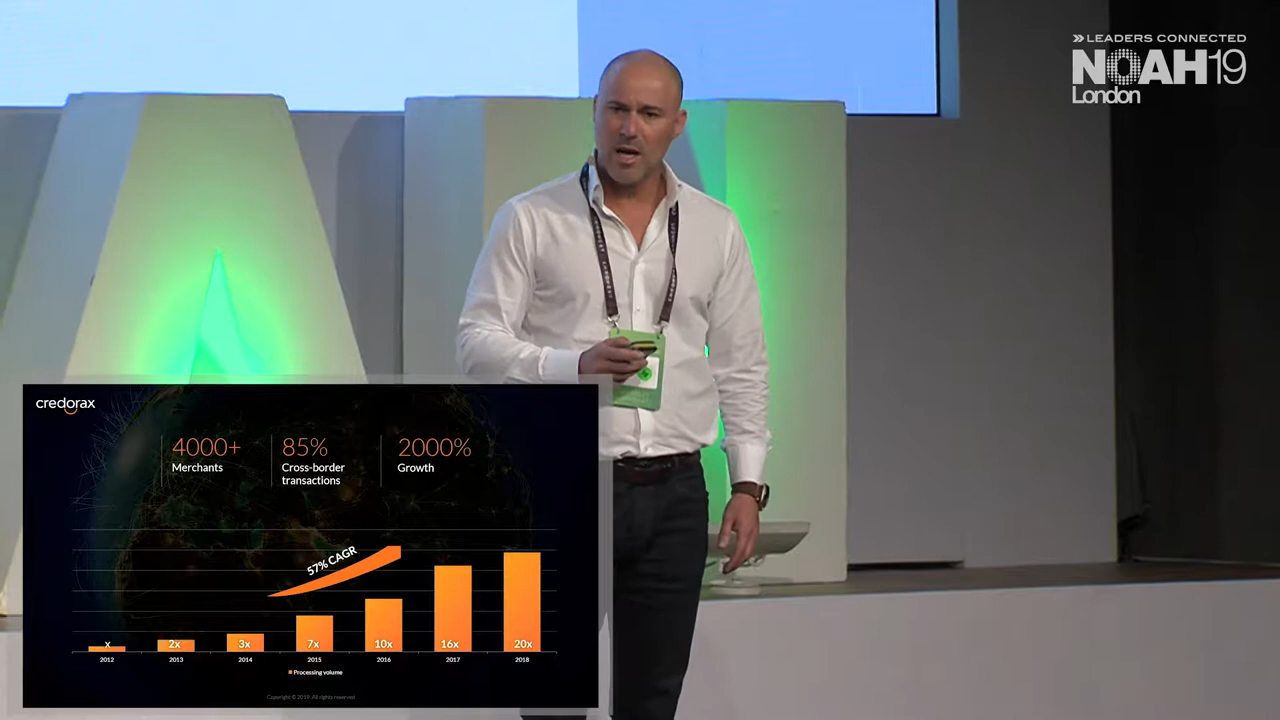 LEADERS CONNECTED
NOAH19
London
credorax
4000+
Merchants
85%
Cross-border
transactions
2000%
Growth
57% CAGR
x
2x
3x
7x
10x
16x
20x
2012
2013
2014
2015
2016
2017
2018
Processing volume